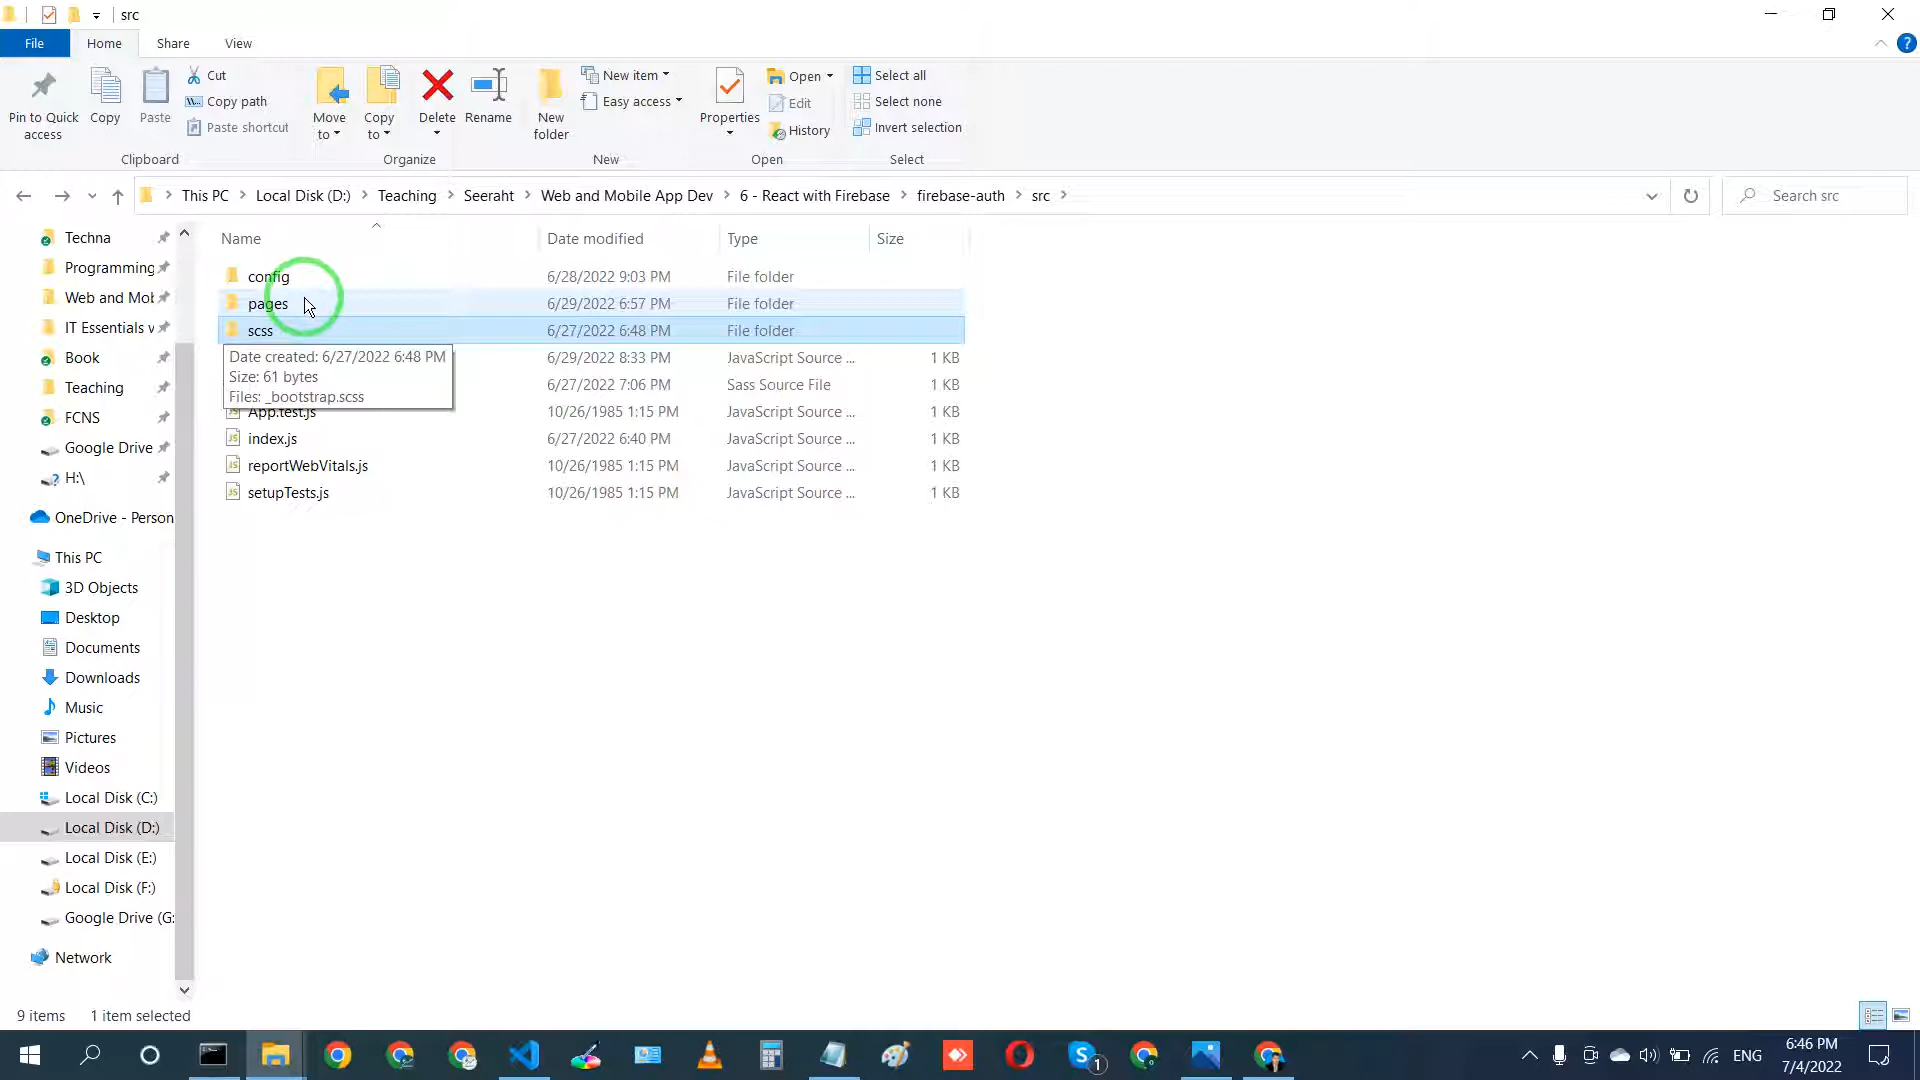 src
File
Home
Share
View
Pin to Quick access
Copy
Paste
Cut
Copy path
Paste shortcut
Clipboard
Move to
Copy to
Delete
Rename
Organize
New folder
New item
Easy access
New
Properties
Open
Edit
History
Open
Select all
Select none
Invert selection
Select
This PC
Local Disk (D:)
Teaching
Seeraht
Web and Mobile App Dev
6 - React with Firebase
firebase-auth
src
Search src
Name
Date modified
Type
Size
config 6/28/2022 9:03 PM File folder
pages 6/29/2022 6:57 PM File folder
scss 6/27/2022 6:48 PM File folder
6/29/2022 8:33 PM JavaScript Source ... 1 KB
6/27/2022 7:06 PM Sass Source File 1 KB
App.test.js 10/26/1985 1:15 PM JavaScript Source ... 1 KB
index.js 6/27/2022 6:40 PM JavaScript Source ... 1 KB
reportWebVitals.js 10/26/1985 1:15 PM JavaScript Source ... 1 KB
setupTests.js 10/26/1985 1:15 PM JavaScript Source ... 1 KB
Date created: 6/27/2022 6:48 PM
Size: 61 bytes
Files: _bootstrap.scss
Techna
Programming
Web and Mob
IT Essentials v
Book
Teaching
FCNS
Google Drive
H:\
OneDrive - Person
This PC
3D Objects
Desktop
Documents
Downloads
Music
Pictures
Videos
Local Disk (C:)
Local Disk (D:)
Local Disk (E:)
Local Disk (F:)
Google Drive (G:
Network
9 items
1 item selected
1
ENG
6:46 PM
7/4/2022